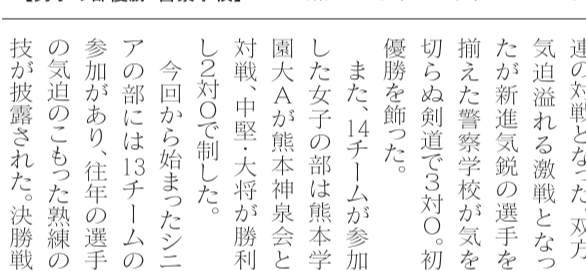 連の対戦となった。双方
気迫溢れる激戦となっ
たが新進気鋭の選手を
揃えた警察学校が気を
切らぬ剣道で3対0。初
優勝を飾った。
また、14チームが参加
した女子の部は熊本学
園大Aが熊本神泉会と
対戦、中堅・大将が勝利
し2対0で制した。
今回から始まったシニ
アの部には13チームの
参加があり、往年の選手
の気迫のこもった熟練の
技が披露された。決勝戦